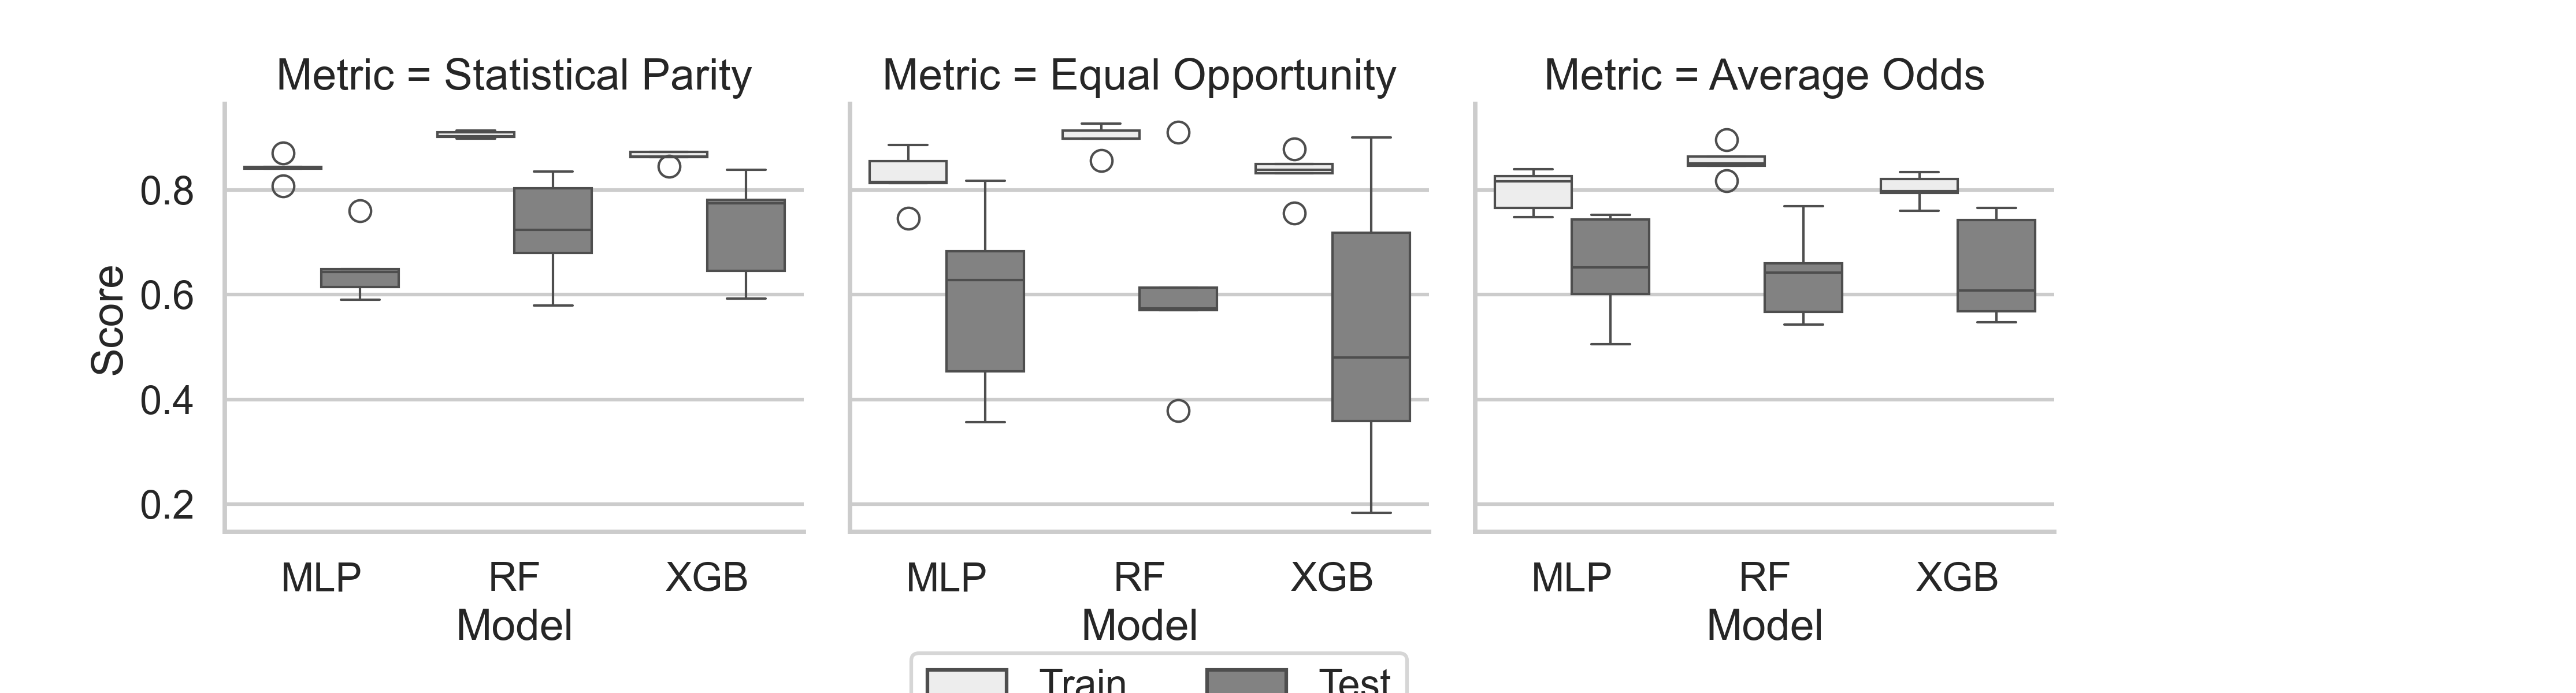 Metric = Statistical Parity
Metric = Equal Opportunity
Metric = Average Odds
Score
0.8
0.6
0.4
0.2
MLP RF XGB
MLP RF XGB
MLP RF XGB
Model
Model
Model
Train Test